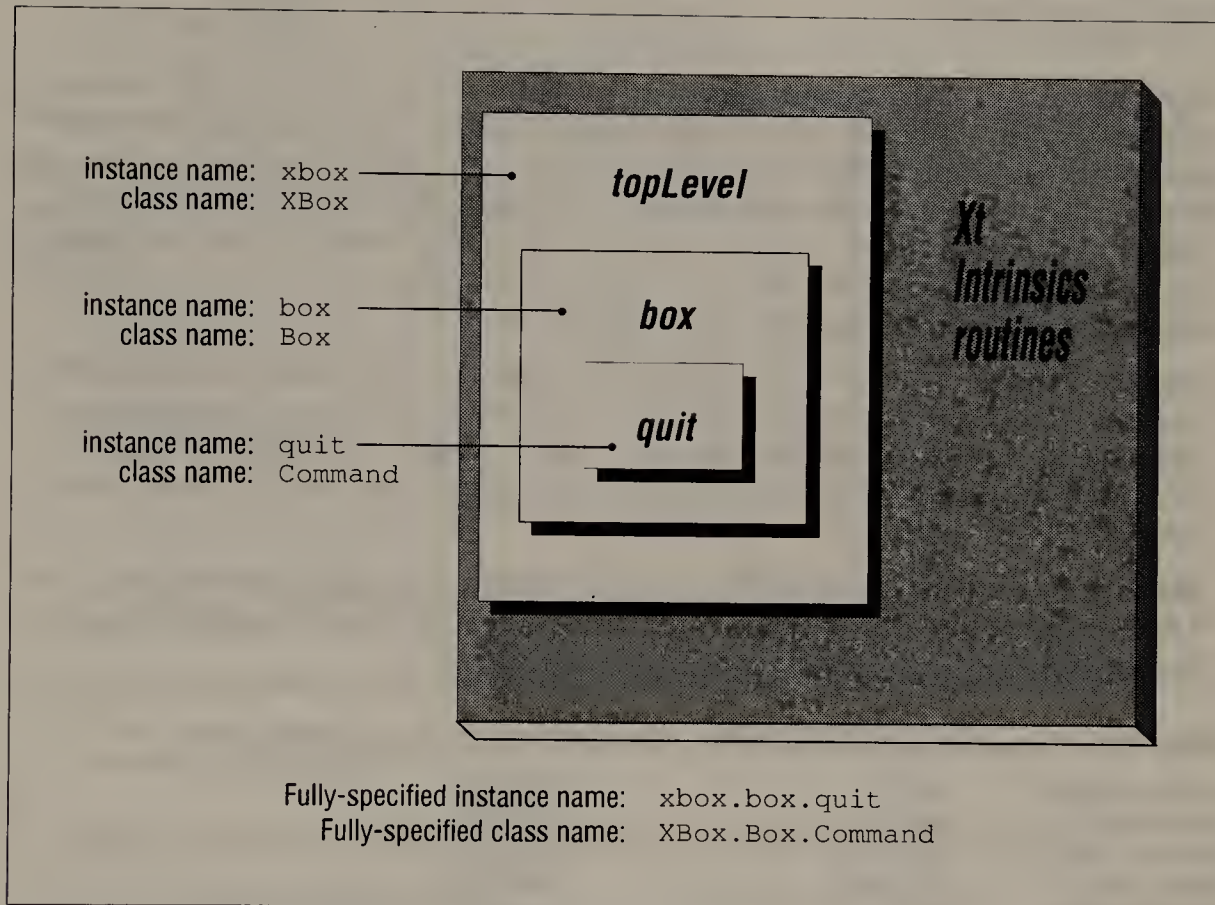 instance name: xbox
class name: XBox
topLevel
Xt
Intrinsics
routines
instance name: box
class name: Box
box
instance name: quit
class name: Command
quit
Fully-specified instance name: xbox.box.quit
Fully-specified class name: XBox.Box.Command